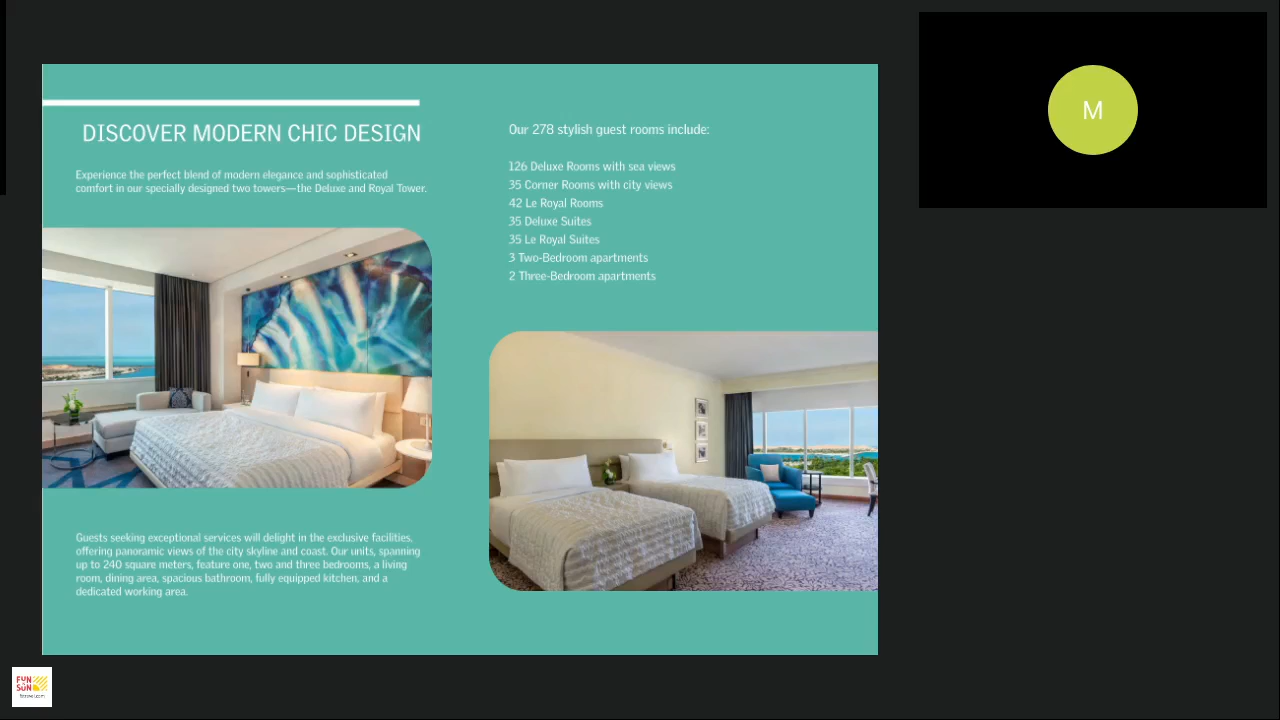 DISCOVER MODERN CHIC DESIGN
Experience the perfect blend of modern elegance and sophisticated
comfort in our specially designed two towers—the Deluxe and Royal Tower.
Guests seeking exceptional services will delight in the exclusive facilities,
offering panoramic views of the city skyline and coast. Our units, spanning
up to 240 square meters, feature one, two and three bedrooms, a living
room, dining area, spacious bathroom, fully equipped kitchen, and a
dedicated working area.
Our 278 stylish guest rooms include:
126 Deluxe Rooms with sea views
35 Corner Rooms with city views
42 Le Royal Rooms
35 Deluxe Suites
35 Le Royal Suites
3 Two-Bedroom apartments
2 Three-Bedroom apartments
M
FUN
SUN